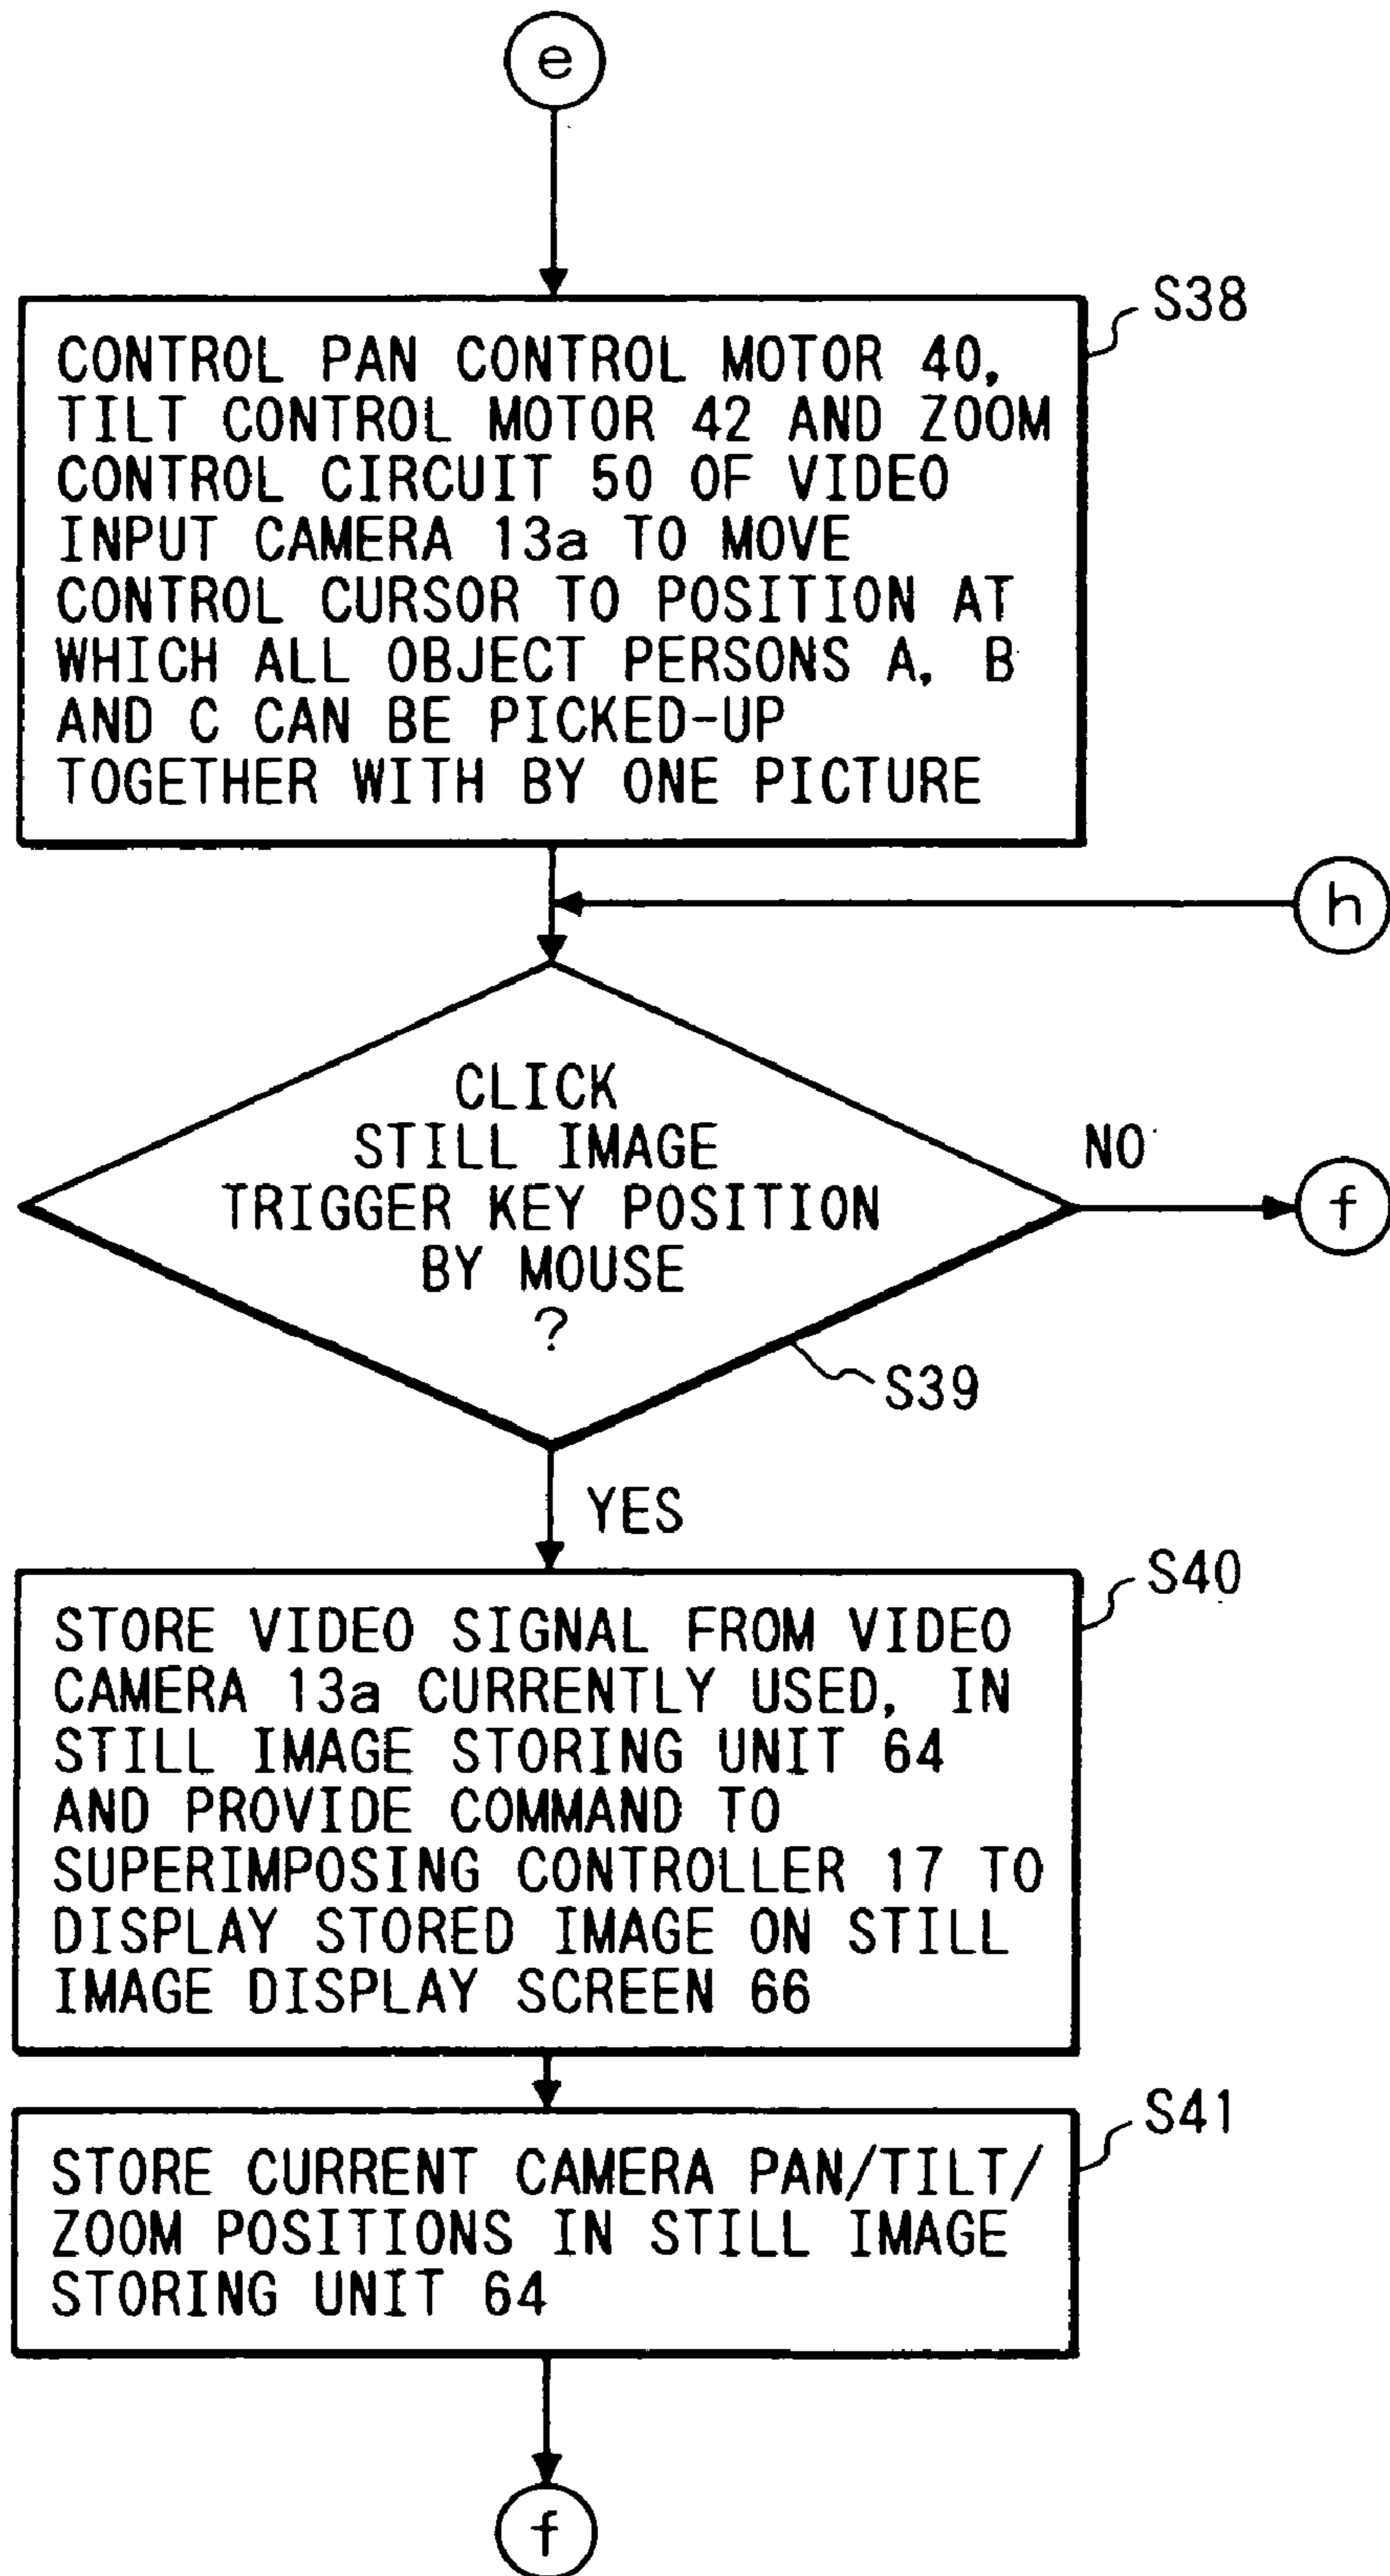 e
S38
CONTROL PAN CONTROL MOTOR 40,
TILT CONTROL MOTOR 42 AND ZOOM
CONTROL CIRCUIT 50 OF VIDEO
INPUT CAMERA 13a TO MOVE
CONTROL CURSOR TO POSITION AT
WHICH ALL OBJECT PERSONS A, B
AND C CAN BE PICKED-UP
TOGETHER WITH BY ONE PICTURE
h
CLICK
STILL IMAGE
TRIGGER KEY POSITION
BY MOUSE
?
NO
f
S39
YES
S40
STORE VIDEO SIGNAL FROM VIDEO
CAMERA 13a CURRENTLY USED, IN
STILL IMAGE STORING UNIT 64
AND PROVIDE COMMAND TO
SUPERIMPOSING CONTROLLER 17 TO
DISPLAY STORED IMAGE ON STILL
IMAGE DISPLAY SCREEN 66
S41
STORE CURRENT CAMERA PAN/TILT/
ZOOM POSITIONS IN STILL IMAGE
STORING UNIT 64
f